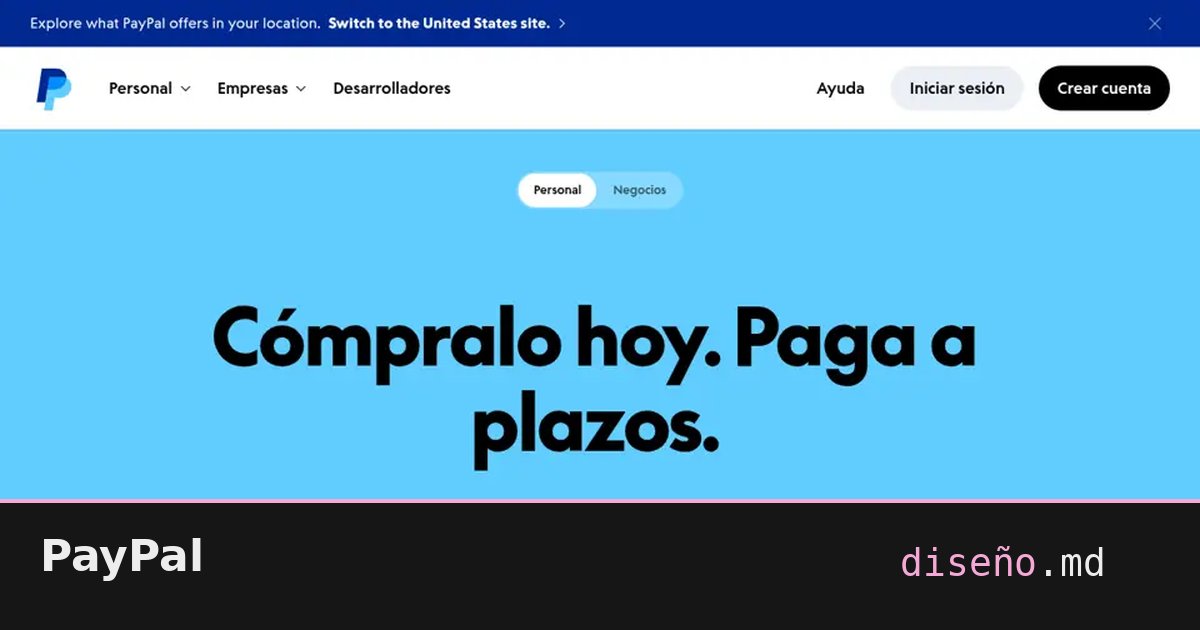 Explore what PayPal offers in your location. Switch to the United States site.
Personal Empresas Desarrolladores Ayuda Iniciar sesión Crear cuenta
Personal Negocios
Cómpralo hoy. Paga a
plazos.
PayPal diseño.md